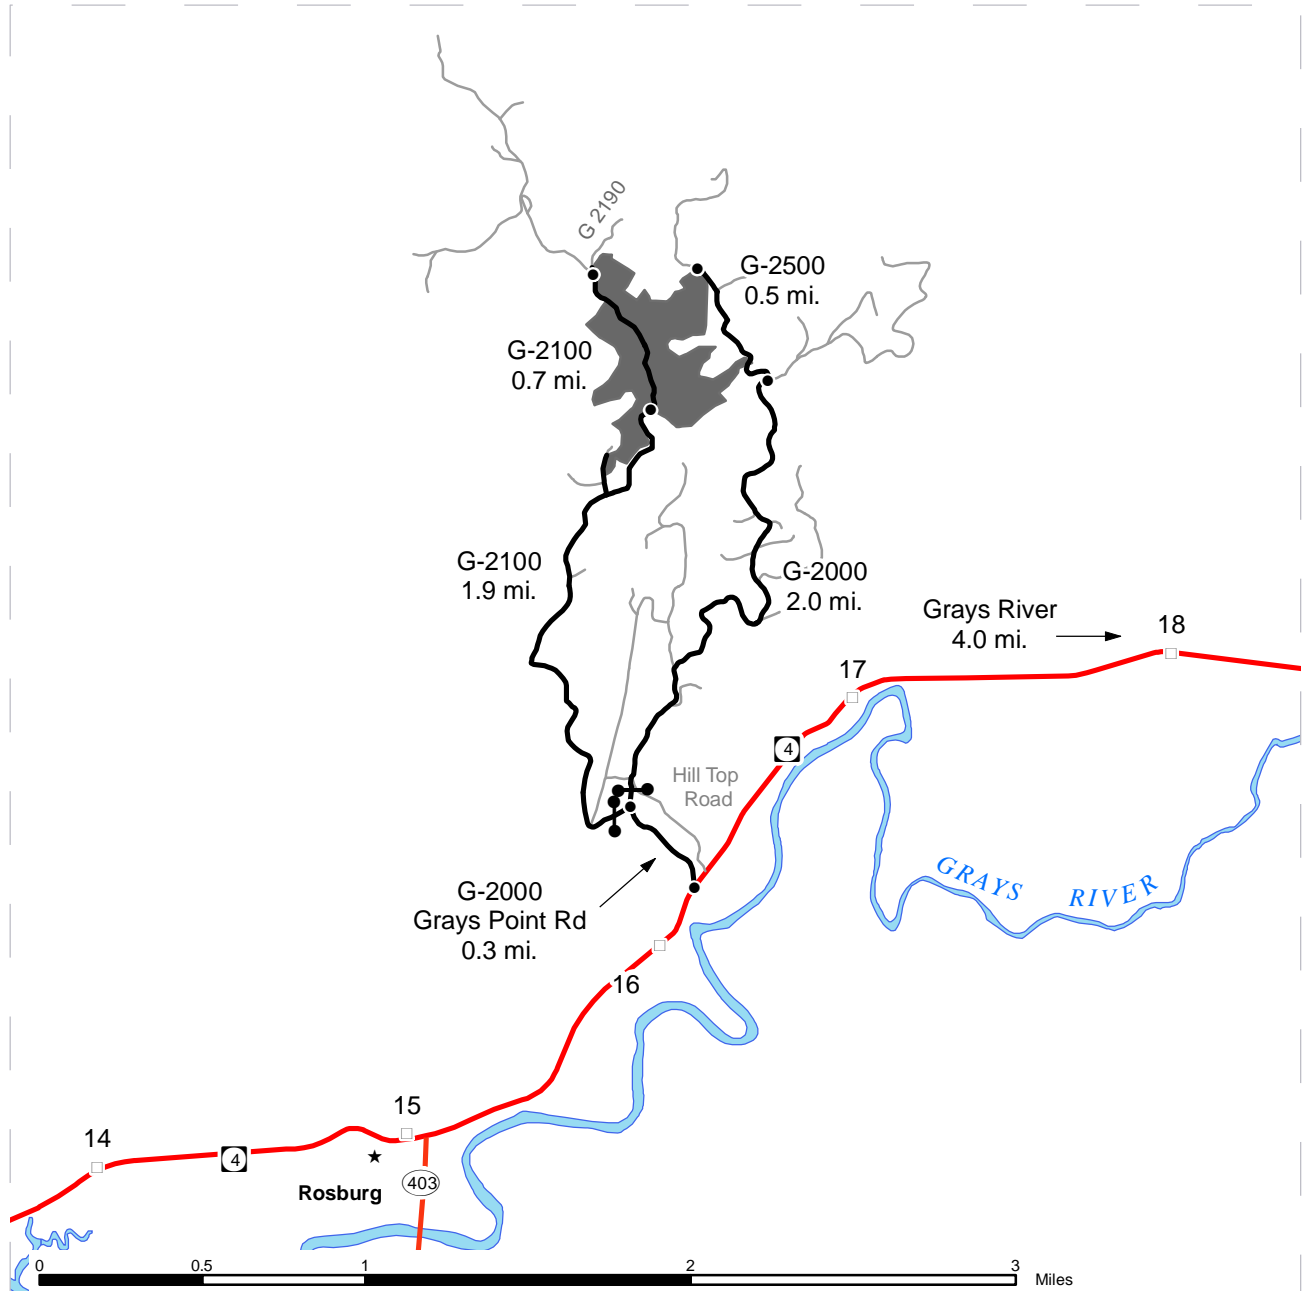 G 2190
G-2500
0.5 mi.
G-2100
0.7 mi.
G-2100
1.9 mi.
G-2000
2.0 mi.
Grays River
4.0 mi.
18
17
4
Hill Top
Road
G-2000
Grays Point Rd
0.3 mi.
GRAYS RIVER
16
15
14
4
403
Rosburg
0 0.5 1 2 3 Miles